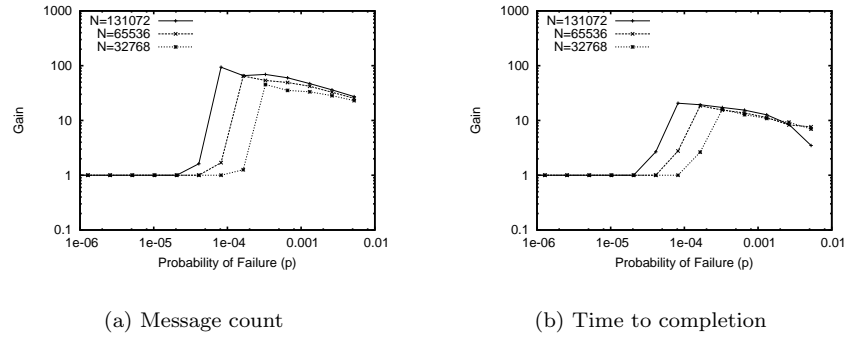 1000
100
10
1
0.1
Gain
N=131072
N=65536
N=32768
1e-06 1e-05 1e-04 0.001 0.01
Probability of Failure (p)
(a) Message count
1000
100
10
1
0.1
Gain
N=131072
N=65536
N=32768
1e-06 1e-05 1e-04 0.001 0.01
Probability of Failure (p)
(b) Time to completion